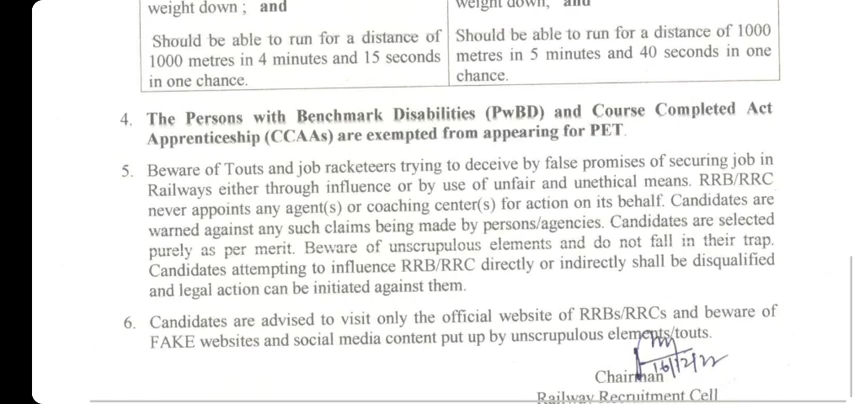 weight down ; and
weight down; and
Should be able to run for a distance of
1000 metres in 4 minutes and 15 seconds
in one chance.
Should be able to run for a distance of 1000
metres in 5 minutes and 40 seconds in one
chance.
4. The Persons with Benchmark Disabilities (PwBD) and Course Completed Act
Apprenticeship (CCAAs) are exempted from appearing for PET.
5. Beware of Touts and job racketeers trying to deceive by false promises of securing job in
Railways either through influence or by use of unfair and unethical means. RRB/RRC
never appoints any agent(s) or coaching center(s) for action on its behalf. Candidates are
warned against any such claims being made by persons/agencies. Candidates are selected
purely as per merit. Beware of unscrupulous elements and do not fall in their trap.
Candidates attempting to influence RRB/RRC directly or indirectly shall be disqualified
and legal action can be initiated against them.
6. Candidates are advised to visit only the official website of RRBs/RRCs and beware of
FAKE websites and social media content put up by unscrupulous elements/touts.
16/12/22
Chairman
Railway Recruitment Cell